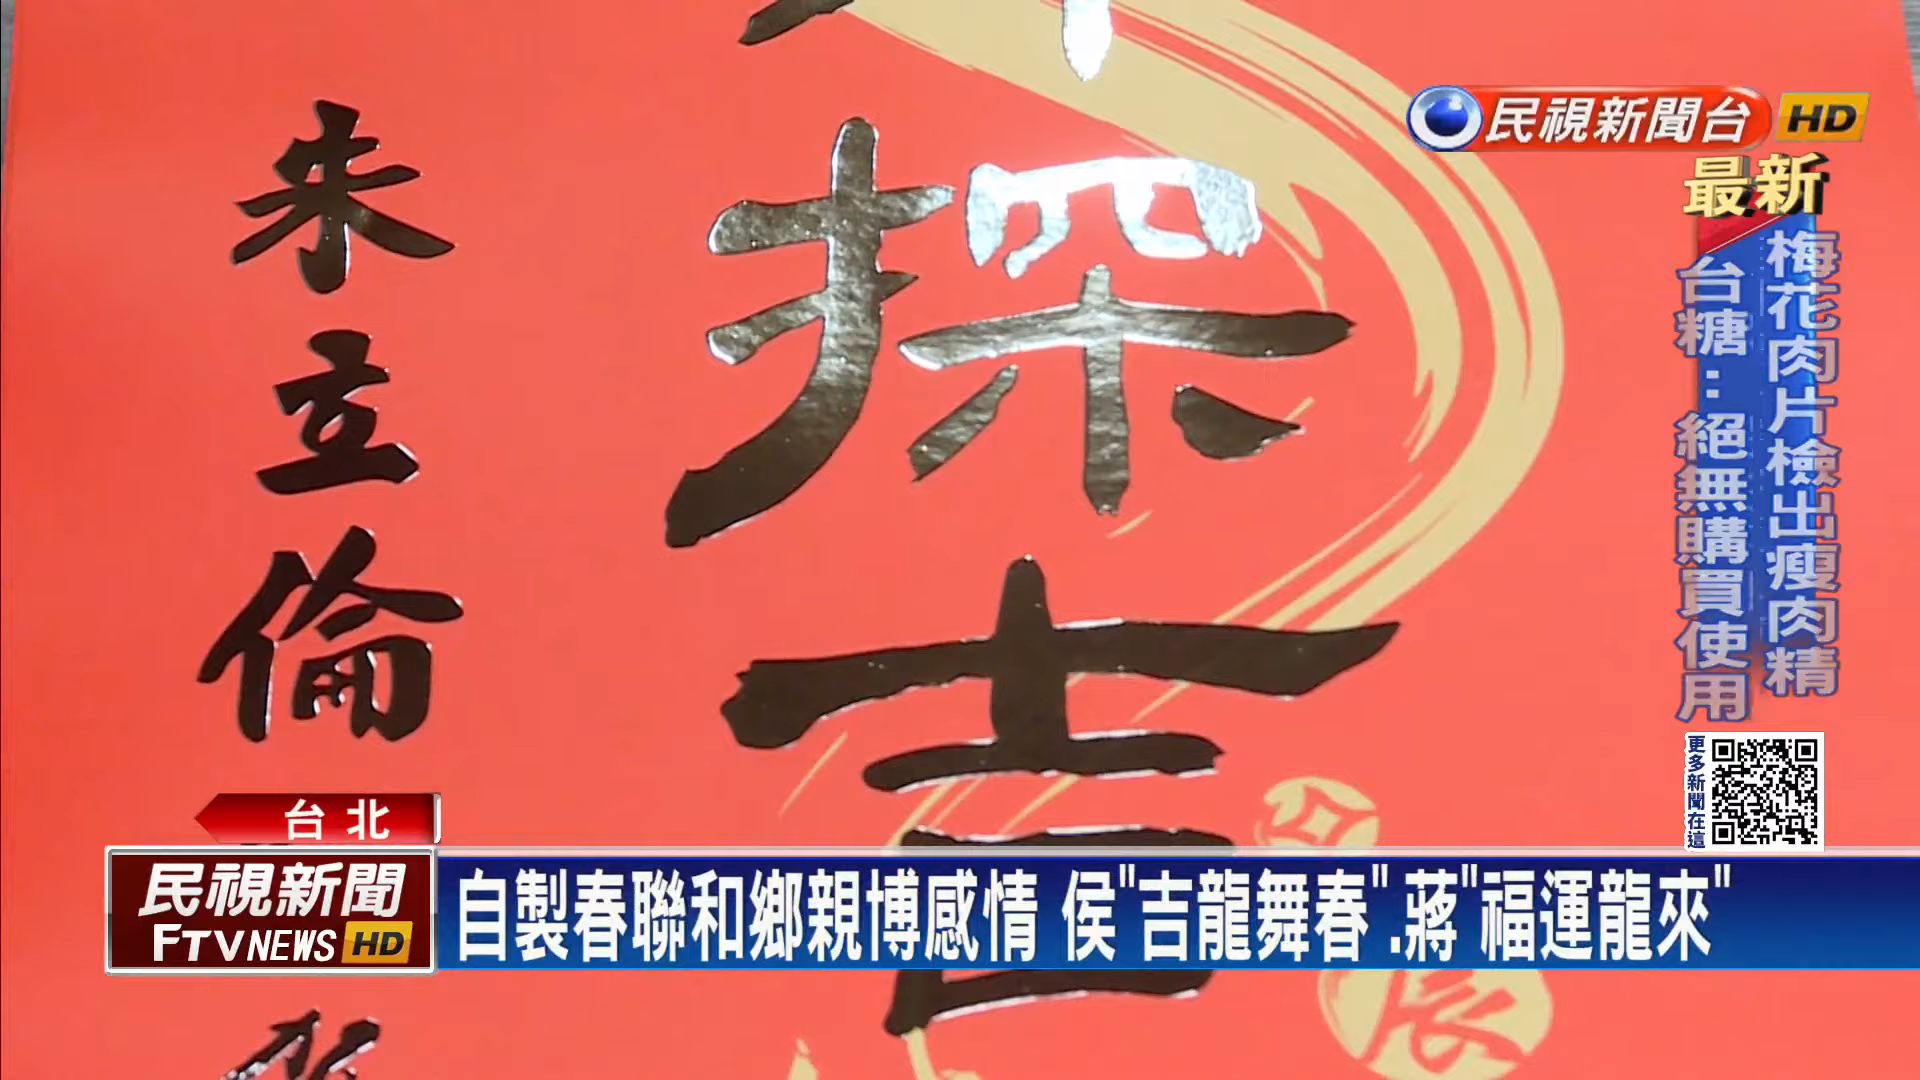 民視新聞台 HD
最新
梅花肉片檢出瘦肉精
台糖：絕無購買使用
更多新聞在這
探吉
朱立倫
台北
民視新聞
FTVNEWS HD
自製春聯和鄉親博感情 侯"吉龍舞春".蔣"福運龍來"